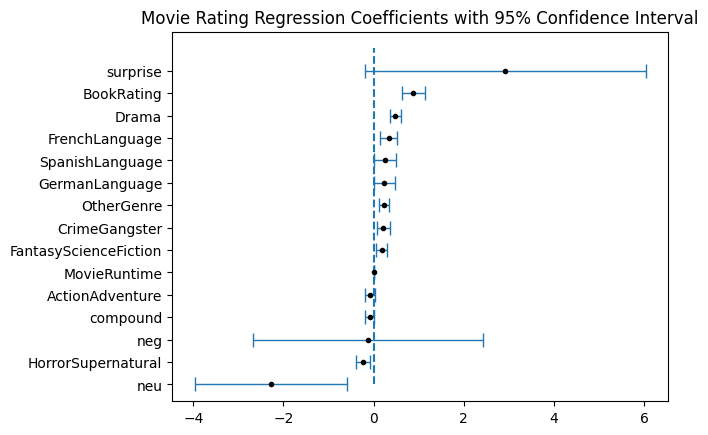 Movie Rating Regression Coefficients with 95% Confidence Interval
surprise
BookRating
Drama
FrenchLanguage
SpanishLanguage
GermanLanguage
OtherGenre
CrimeGangster
FantasyScienceFiction
MovieRuntime
ActionAdventure
compound
neg
HorrorSupernatural
neu
−4 −2 0 2 4 6